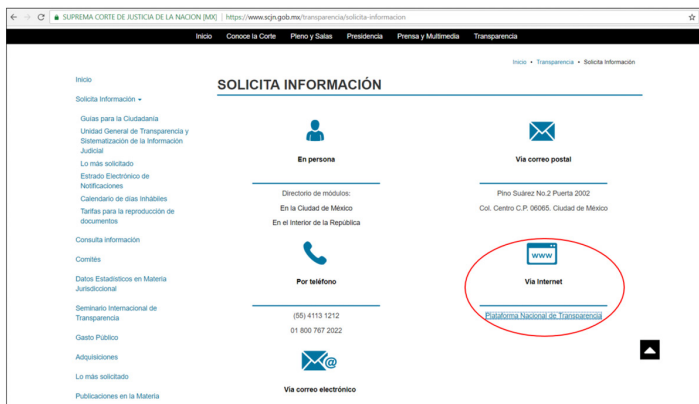 SUPREMA CORTE DE JUSTICIA DE LA NACION [MX] | https://www.scjn.gob.mx/transparencia/solicita-informacion
Inicio Conoce la Corte Pleno y Salas Presidencia Prensa y Multimedia Transparencia
Inicio • Transparencia • Solicita Información
Inicio
Solicita Información
Guías para la Ciudadanía
Unidad General de Transparencia y
Sistematización de la Información
Judicial
Lo más solicitado
Estrado Electrónico de
Notificaciones
Calendario de días Inhábiles
Tarifas para la reproducción de
documentos
Consulta información
Comités
Datos Estadísticos en Materia
Jurisdiccional
Seminario Internacional de
Transparencia
Gasto Público
Adquisiciones
Lo más solicitado
Publicaciones en la Materia
SOLICITA INFORMACIÓN
En persona
Directorio de módulos:
En la Ciudad de México
En el Interior de la República
Vía correo postal
Pino Suárez No.2 Puerta 2002
Col. Centro C.P. 06065. Ciudad de México
Por teléfono
(55) 4113 1212
01 800 767 2022
www
Vía Internet
Plataforma Nacional de Transparencia
@
Vía correo electrónico